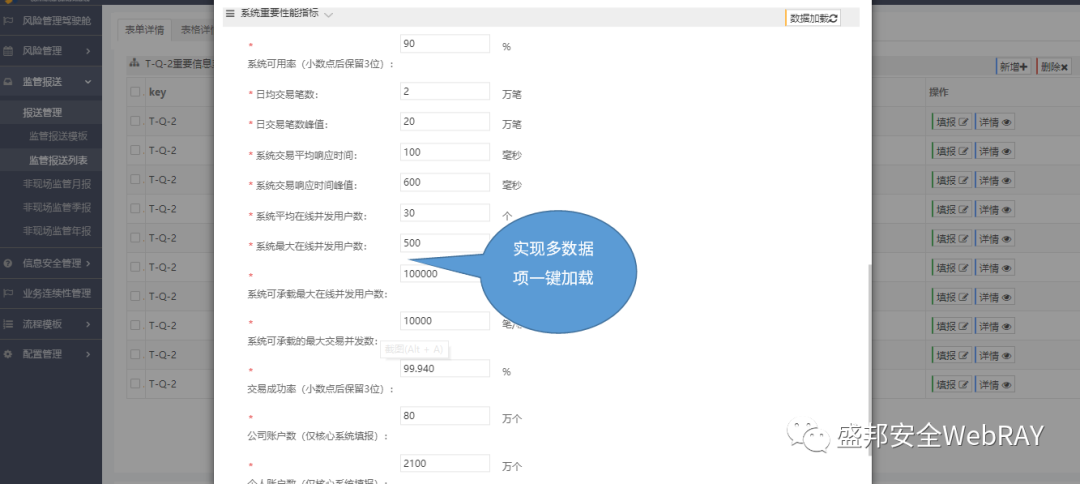 系统重要性能指标
数据加载
风险管理驾驶舱
风险管理
监管报送
报送管理
监管报送模板
监管报送列表
非现场监管月报
非现场监管季报
非现场监管年报
信息安全管理
业务连续性管理
流程模板
配置管理
表单详情
表格详
T-Q-2重要信息
新增
删除
key
操作
T-Q-2
填报
详情
T-Q-2
填报
详情
T-Q-2
填报
详情
T-Q-2
填报
详情
T-Q-2
填报
详情
T-Q-2
填报
详情
T-Q-2
填报
详情
T-Q-2
填报
详情
T-Q-2
填报
详情
T-Q-2
填报
详情
*
90
%
系统可用率（小数点后保留3位）:
* 日均交易笔数:
2
万笔
* 日交易笔数峰值:
20
万笔
* 系统交易平均响应时间:
100
毫秒
* 系统交易响应时间峰值:
600
毫秒
* 系统平均在线并发用户数:
30
个
* 系统最大在线并发用户数:
500
*
100000
系统可承载最大在线并发用户数:
*
10000
系统可承载的最大交易并发数:
截图(Alt + A)
*
99.940
%
交易成功率（小数点后保留3位）:
*
80
万个
公司账户数（仅核心系统填报）:
*
2100
万个
个人账户数（仅核心系统填报）:
实现多数据
项一键加载
盛邦安全WebRAY